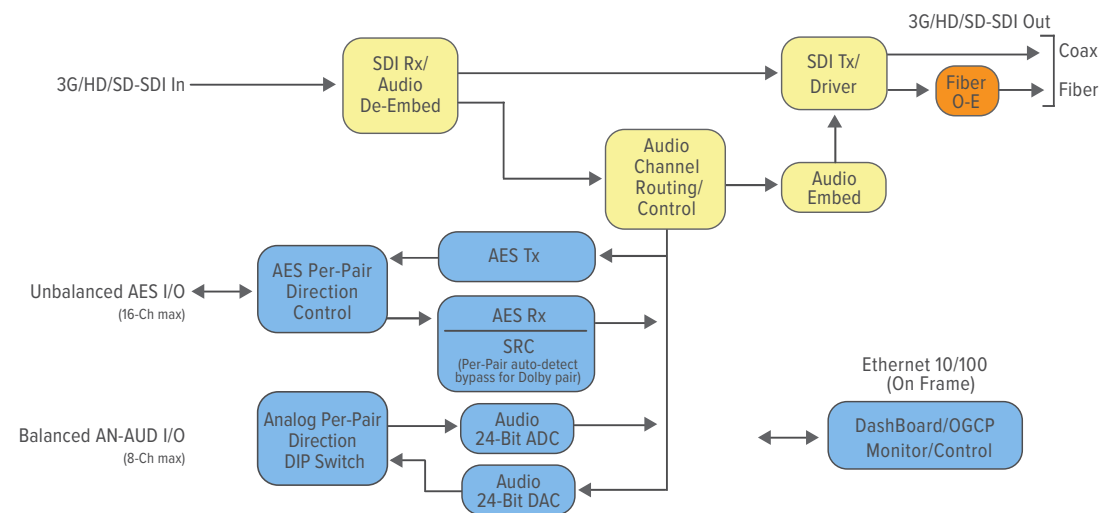 3G/HD/SD-SDI Out
3G/HD/SD-SDI In
SDI Rx/
Audio
De-Embed
SDI Tx/
Driver
Coax
Fiber
O-E
Fiber
Audio
Channel
Routing/
Control
Audio
Embed
Unbalanced AES I/O
(16-Ch max)
AES Per-Pair
Direction
Control
AES Tx
AES Rx
SRC
(Per-Pair auto-detect
bypass for Dolby pair)
Balanced AN-AUD I/O
(8-Ch max)
Analog Per-Pair
Direction
DIP Switch
Audio
24-Bit ADC
Audio
24-Bit DAC
Ethernet 10/100
(On Frame)
DashBoard/OGCP
Monitor/Control